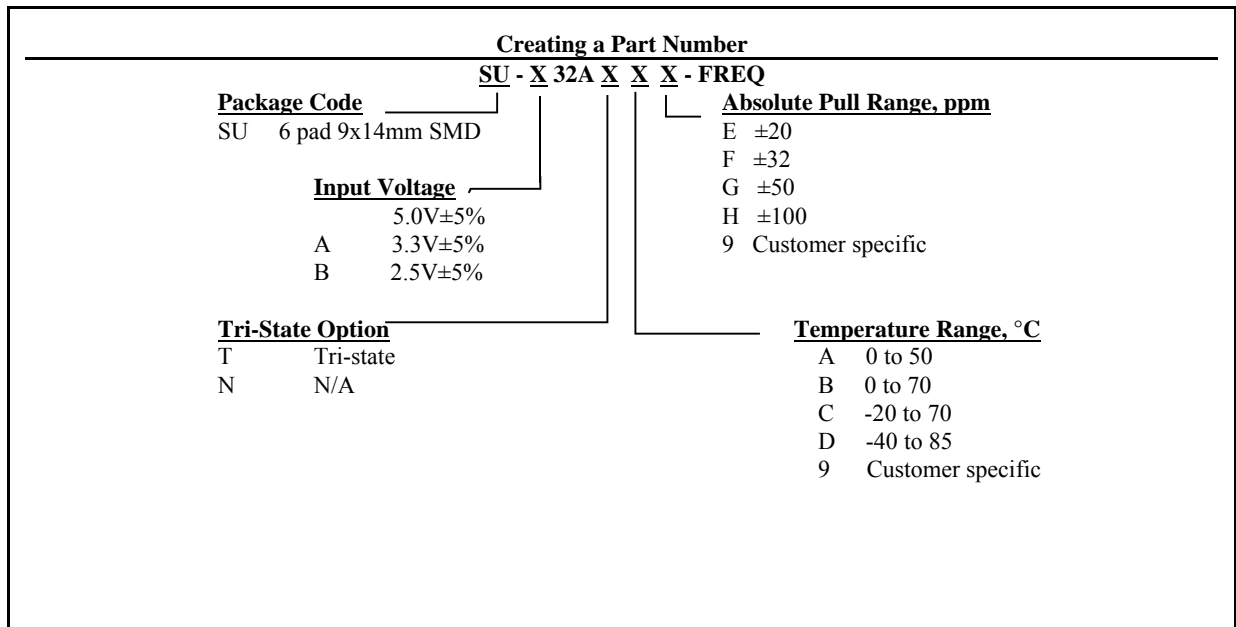 Creating a Part Number
SU - X 32A X X X - FREQ
Package Code
SU 6 pad 9x14mm SMD
Input Voltage
5.0V±5%
A 3.3V±5%
B 2.5V±5%
Tri-State Option
T Tri-state
N N/A
Absolute Pull Range, ppm
E ±20
F ±32
G ±50
H ±100
9 Customer specific
Temperature Range, °C
A 0 to 50
B 0 to 70
C -20 to 70
D -40 to 85
9 Customer specific